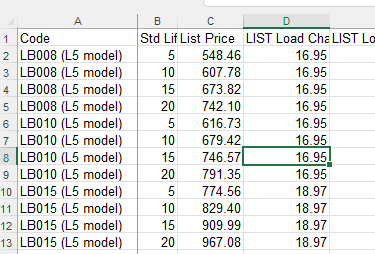 A B C D
1 Code Std Lif List Price LIST Load Cha LIST Lo
2 LB008 (L5 model) 5 548.46 16.95
3 LB008 (L5 model) 10 607.78 16.95
4 LB008 (L5 model) 15 673.82 16.95
5 LB008 (L5 model) 20 742.10 16.95
6 LB010 (L5 model) 5 616.73 16.95
7 LB010 (L5 model) 10 679.42 16.95
8 LB010 (L5 model) 15 746.57 16.95
9 LB010 (L5 model) 20 791.35 16.95
10 LB015 (L5 model) 5 774.56 18.97
11 LB015 (L5 model) 10 829.40 18.97
12 LB015 (L5 model) 15 909.99 18.97
13 LB015 (L5 model) 20 967.08 18.97